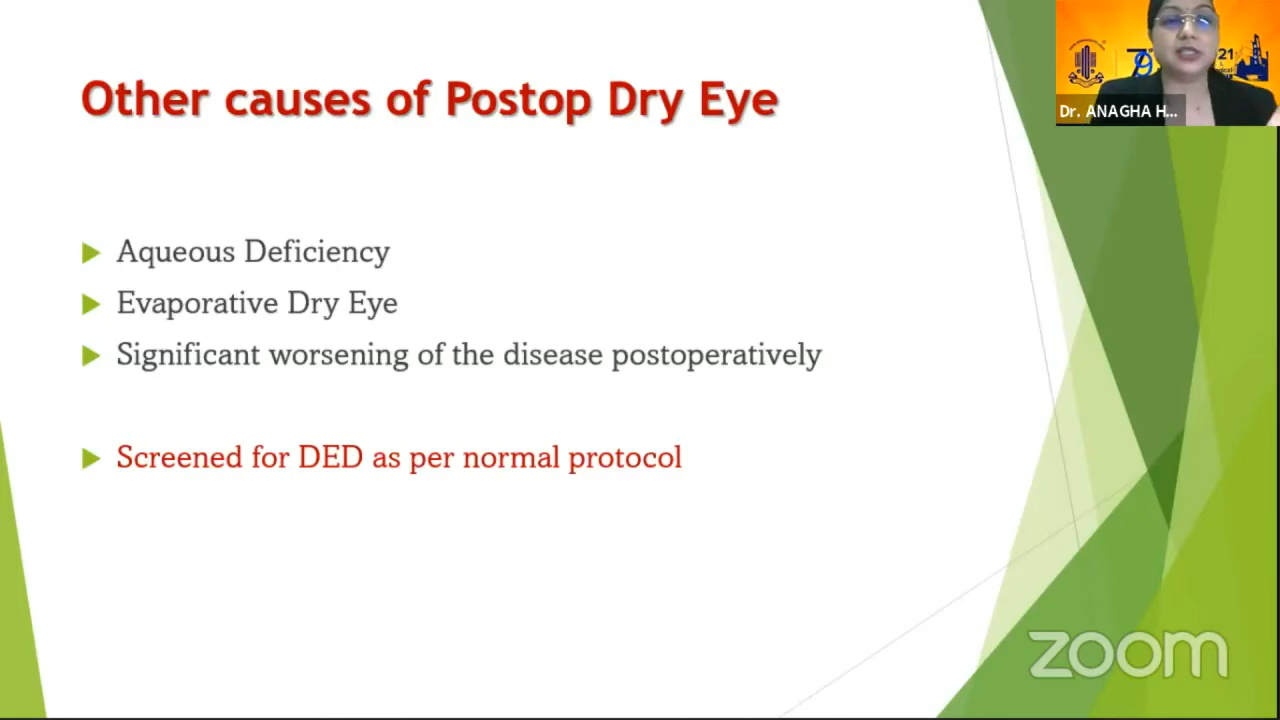 Other causes of Postop Dry Eye
Aqueous Deficiency
Evaporative Dry Eye
Significant worsening of the disease postoperatively
Screened for DED as per normal protocol
21
Dr. ANAGHA H...
zoom